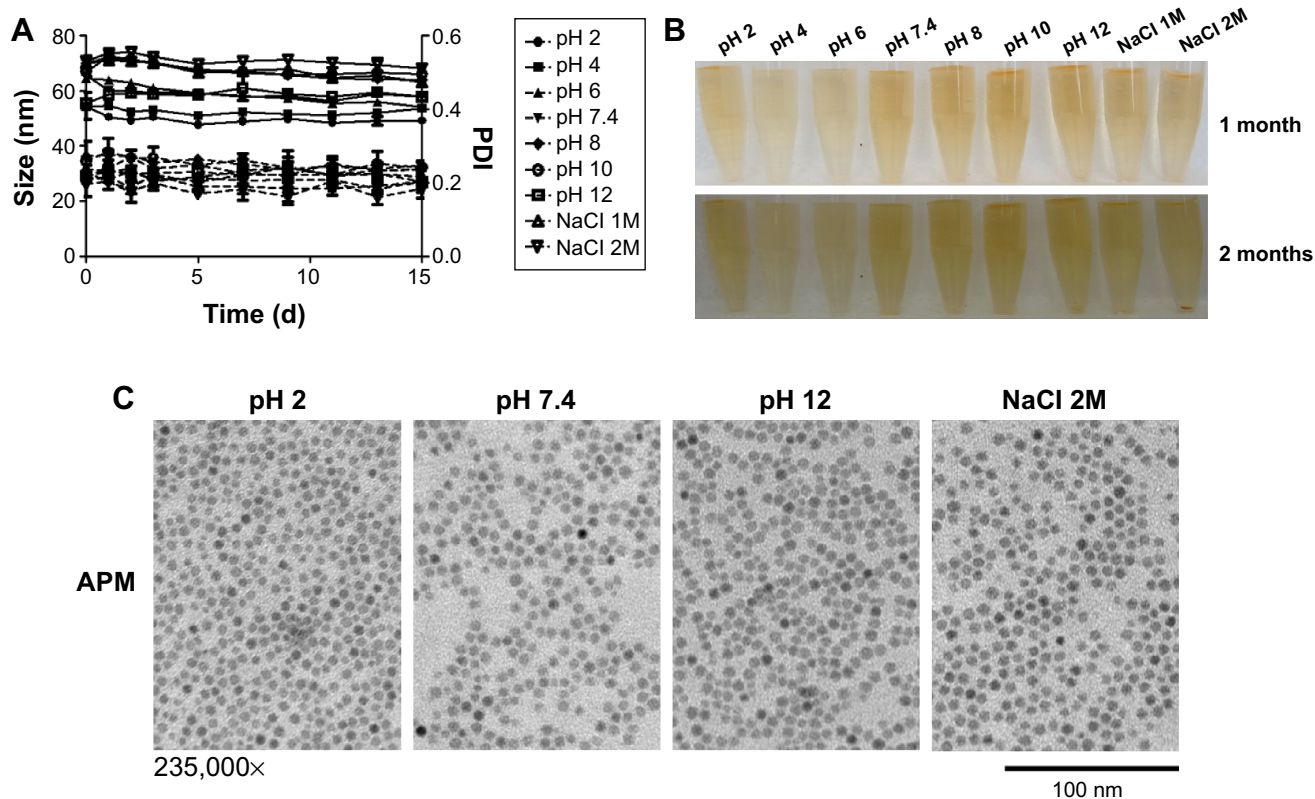 A
80
60
40
20
0
Size (nm)
0.6
0.4
0.2
0.0
PDI
0
5
10
15
Time (d)
pH 2
pH 4
pH 6
pH 7.4
pH 8
pH 10
pH 12
NaCl 1M
NaCl 2M
B
pH 2
pH 4
pH 6
pH 7.4
pH 8
pH 10
pH 12
NaCl 1M
NaCl 2M
1 month
2 months
C
pH 2
pH 7.4
pH 12
NaCl 2M
APM
235,000×
100 nm